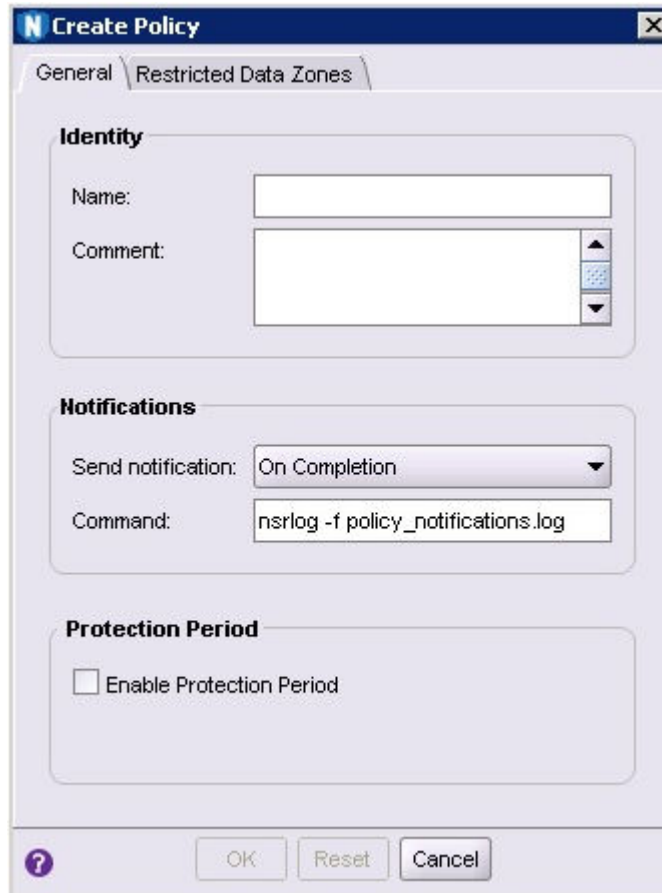 N Create Policy
General Restricted Data Zones
Identity
Name:
Comment:
Notifications
Send notification: On Completion
Command: nsrlog -f policy_notifications.log
Protection Period
Enable Protection Period
? OK Reset Cancel